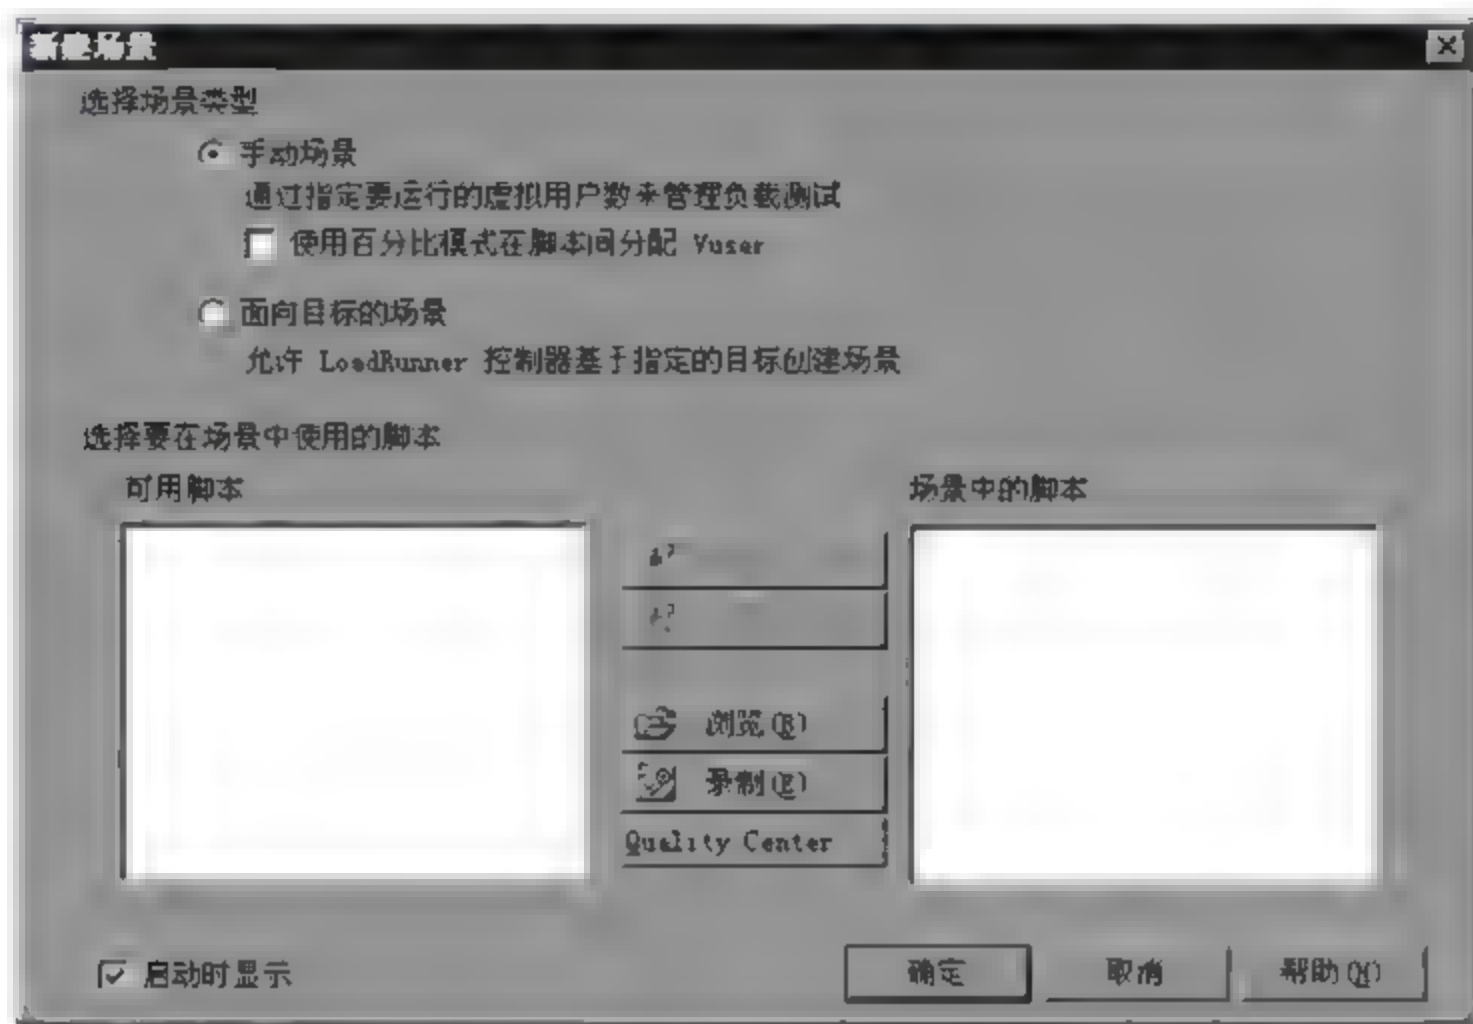 新建场景
选择场景类型
手动场景
通过指定要运行的虚拟用户数来管理负载测试
使用百分比模式在脚本间分配 Vuser
面向目标的场景
允许 LoadRunner 控制器基于指定的目标创建场景
选择要在场景中使用的脚本
可用脚本
场景中的脚本
浏览(B)
录制(E)
Quality Center
启动时显示
确定
取消
帮助(H)